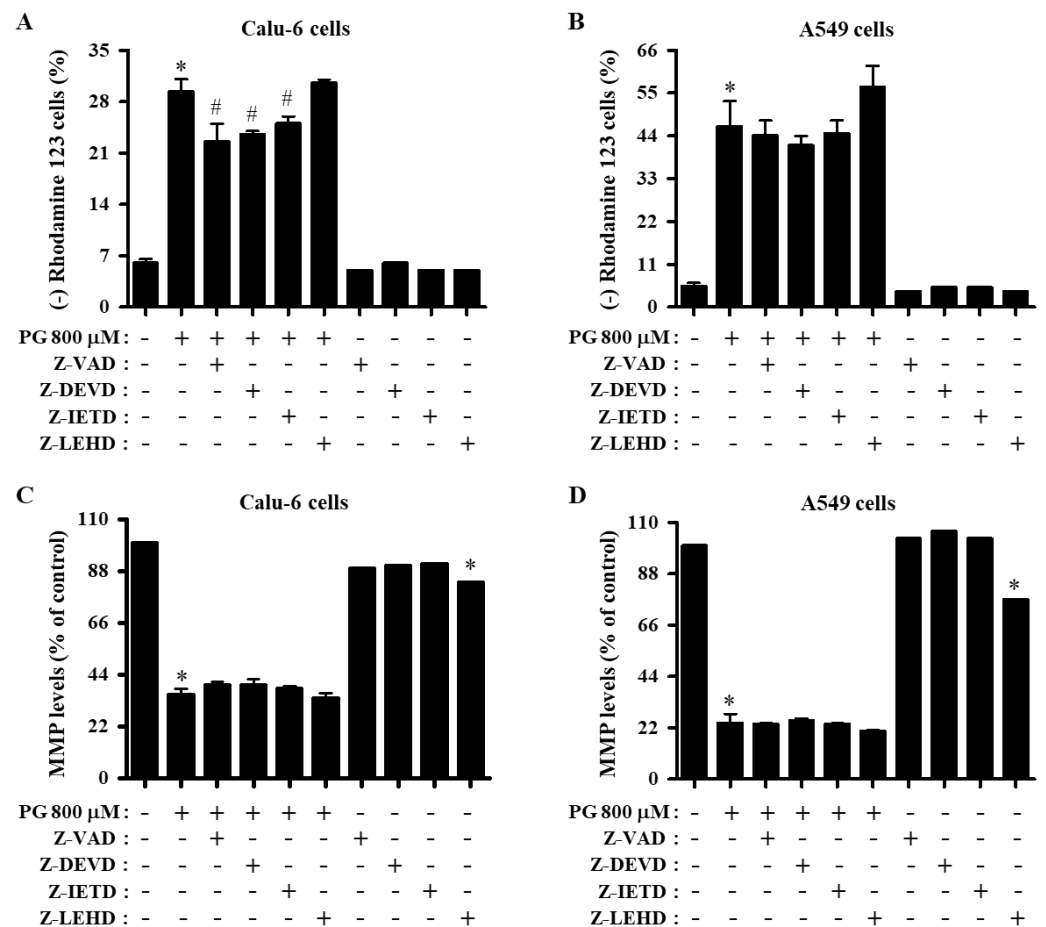 A
Calu-6 cells
(-) Rhodamine 123 cells (%)
35
28
21
14
7
0
*
#
#
#
PG 800 µM : - + + + + + - - - -
Z-VAD : - - + - - - + - - -
Z-DEVD : - - - + - - - + - -
Z-IETD : - - - - + - - - + -
Z-LEHD : - - - - - + - - - +
B
A549 cells
(-) Rhodamine 123 cells (%)
66
55
44
33
22
11
0
*
PG 800 µM : - + + + + + - - - -
Z-VAD : - - + - - - + - - -
Z-DEVD : - - - + - - - + - -
Z-IETD : - - - - + - - - + -
Z-LEHD : - - - - - + - - - +
C
Calu-6 cells
MMP levels (% of control)
110
88
66
44
22
0
*
*
PG 800 µM : - + + + + + - - - -
Z-VAD : - - + - - - + - - -
Z-DEVD : - - - + - - - + - -
Z-IETD : - - - - + - - - + -
Z-LEHD : - - - - - + - - - +
D
A549 cells
MMP levels (% of control)
110
88
66
44
22
0
*
*
PG 800 µM : - + + + + + - - - -
Z-VAD : - - + - - - + - - -
Z-DEVD : - - - + - - - + - -
Z-IETD : - - - - + - - - + -
Z-LEHD : - - - - - + - - - +